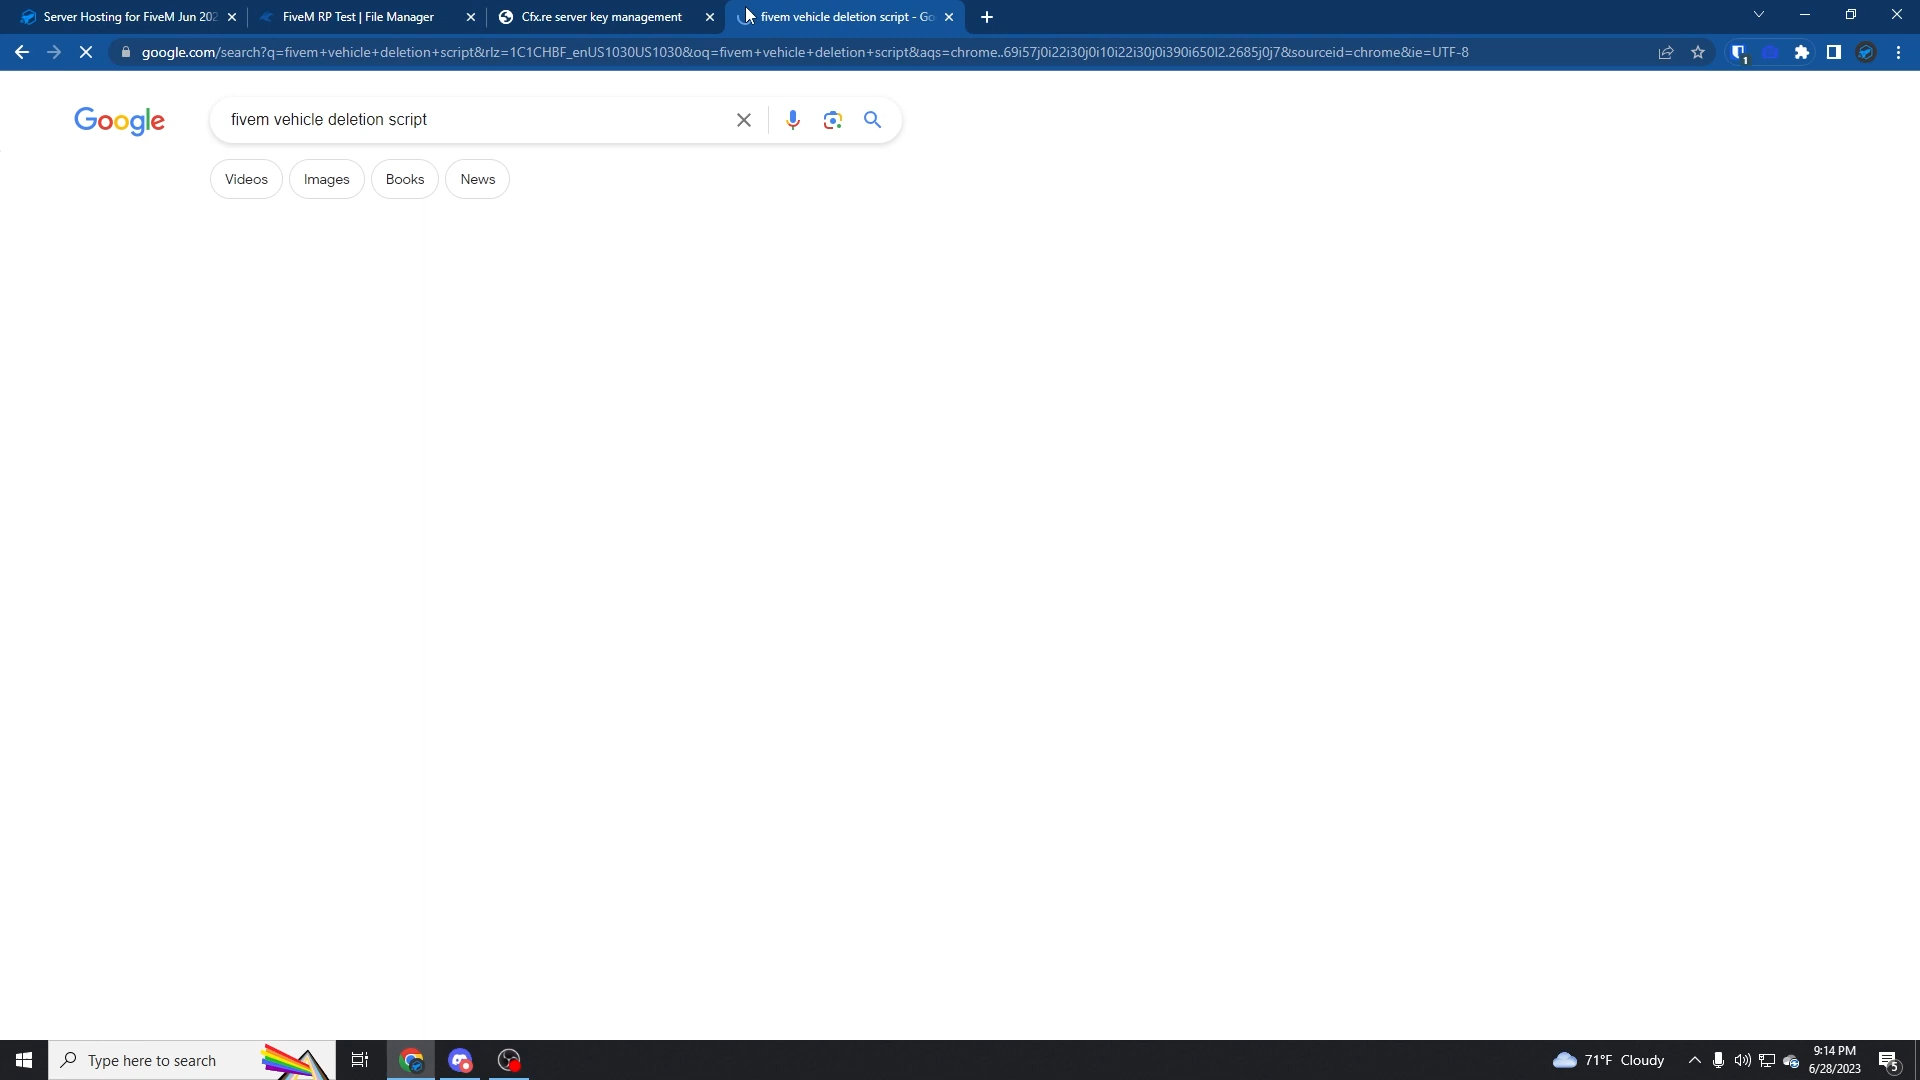 Server Hosting for FiveM Jun 202
FiveM RP Test | File Manager
Cfx.re server key management
fivem vehicle deletion script - Go
google.com/search?q=fivem+vehicle+deletion+script&rlz=1C1CHBF_enUS1030US1030&oq=fivem+vehicle+deletion+script&aqs=chrome..69i57j0i22i30j0i10i22i30j0i390i650l2.2685j0j7&sourceid=chrome&ie=UTF-8
1
Google
fivem vehicle deletion script
Videos
Images
Books
News
Type here to search
71°F Cloudy
9:14 PM
6/28/2023
5